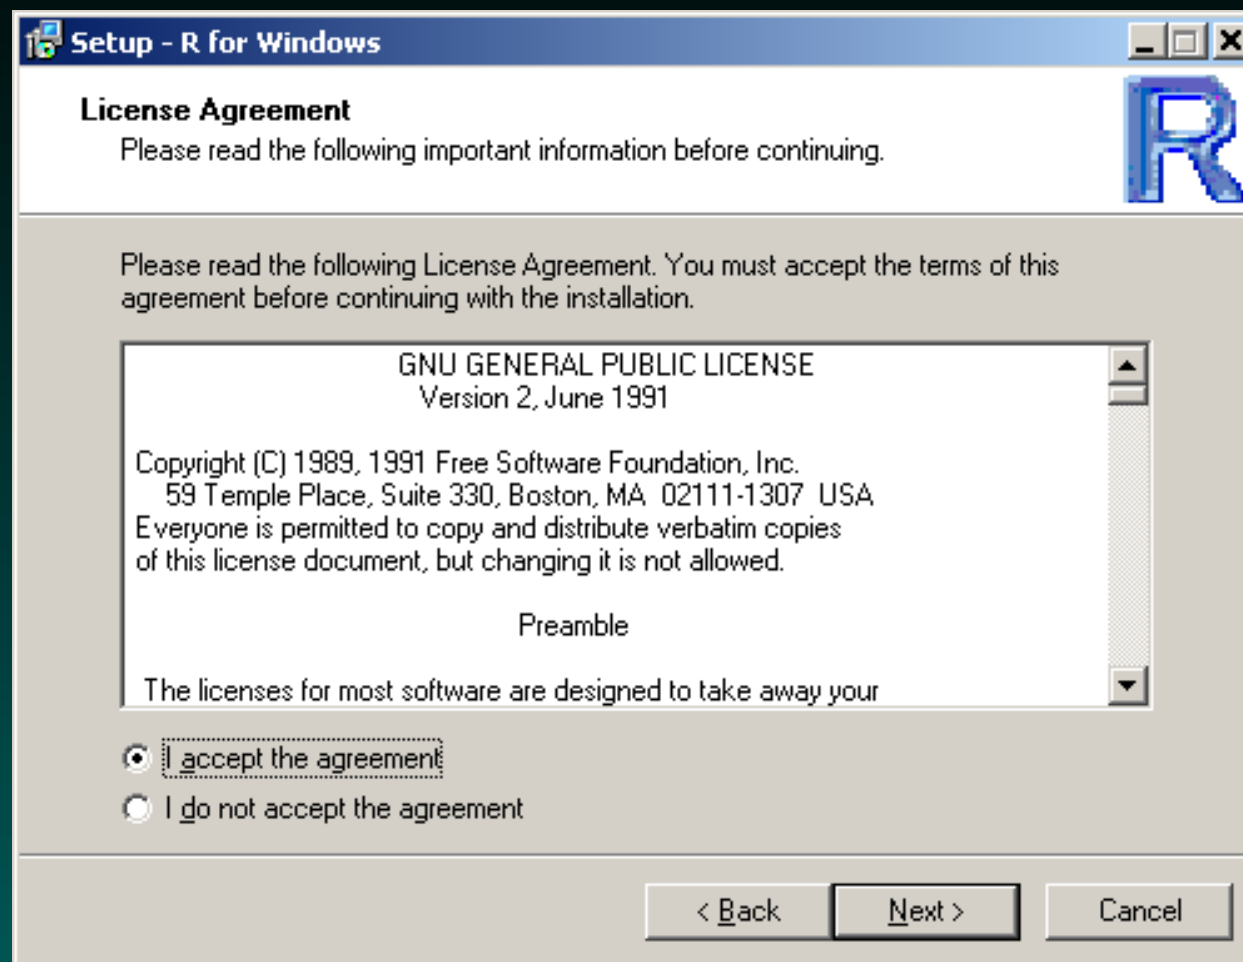 Setup - R for Windows
License Agreement
Please read the following important information before continuing.
R
Please read the following License Agreement. You must accept the terms of this
agreement before continuing with the installation.
GNU GENERAL PUBLIC LICENSE
Version 2, June 1991
Copyright (C) 1989, 1991 Free Software Foundation, Inc.
59 Temple Place, Suite 330, Boston, MA  02111-1307  USA
Everyone is permitted to copy and distribute verbatim copies
of this license document, but changing it is not allowed.
Preamble
The licenses for most software are designed to take away your
I accept the agreement
I do not accept the agreement
< Back
Next >
Cancel